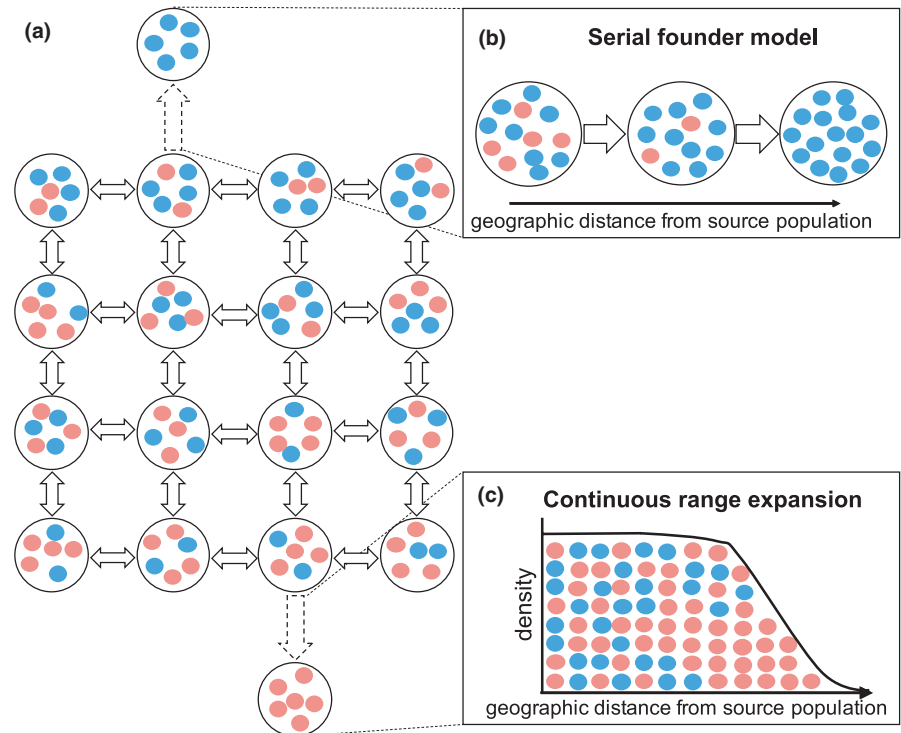 (a)
(b)
Serial founder model
geographic distance from source population
(c)
Continuous range expansion
density
geographic distance from source population